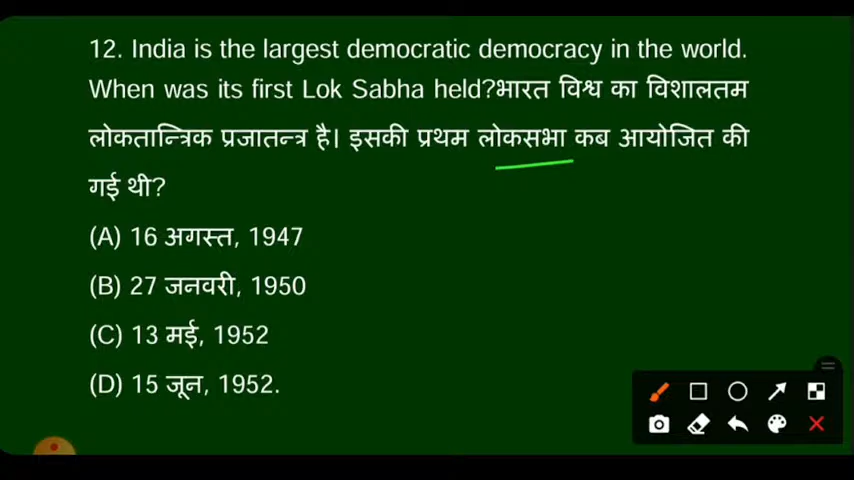 12. India is the largest democratic democracy in the world.
When was its first Lok Sabha held?भारत विश्व का विशालतम
लोकतान्त्रिक प्रजातन्त्र है। इसकी प्रथम लोकसभा कब आयोजित की
गई थी?
(A) 16 अगस्त, 1947
(B) 27 जनवरी, 1950
(C) 13 मई, 1952
(D) 15 जून, 1952.